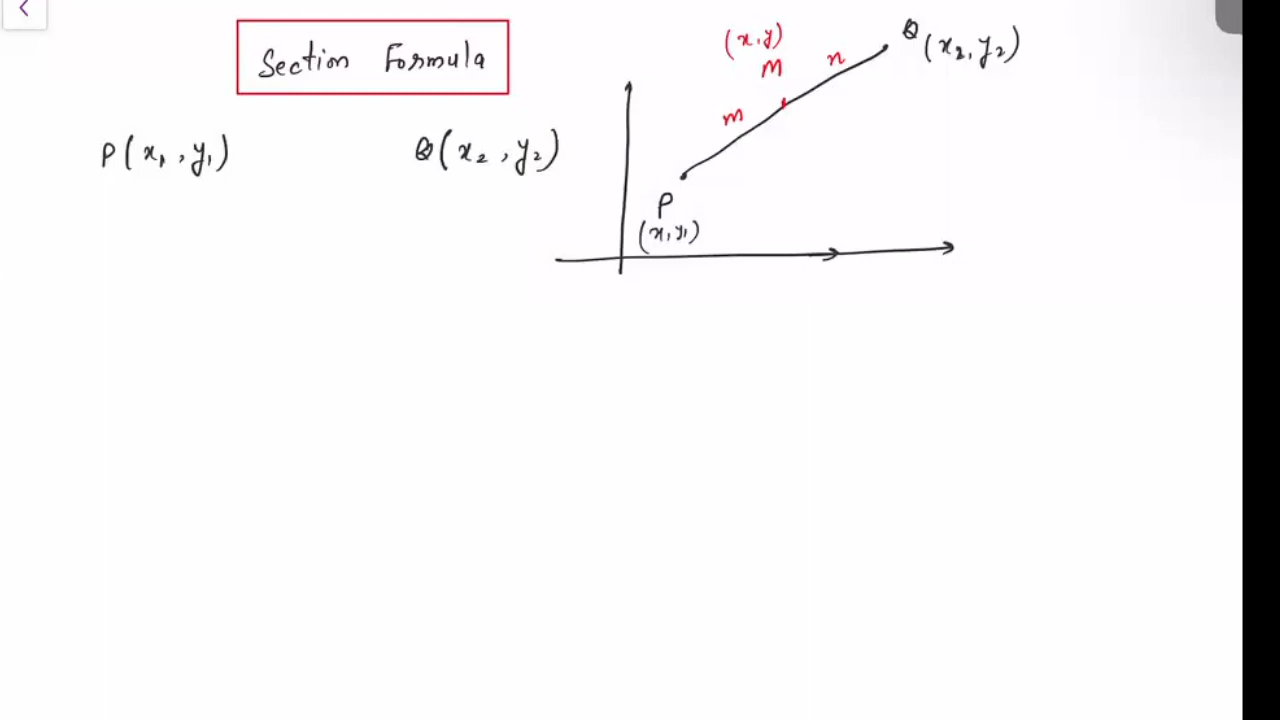 Section Formula
P(x₁, y₁)
Q(x₂, y₂)
(x, y)
M
m
n
Q
(x₂, y₂)
P
(x₁ y₁)